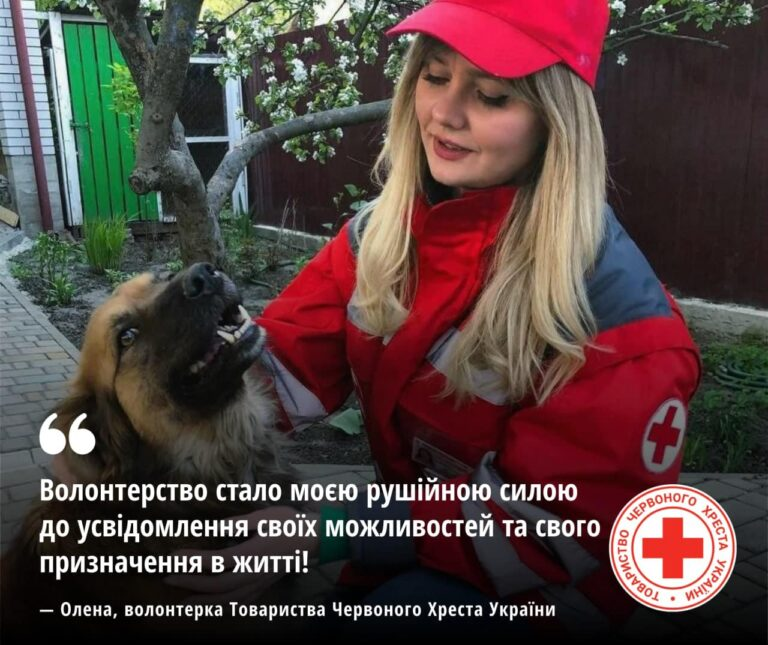 “
Волонтерство стало моєю рушійною силою
до усвідомлення своїх можливостей та свого
призначення в житті!
— Олена, волонтерка Товариства Червоного Хреста України
ТОВАРИСТВО ЧЕРВОНОГО ХРЕСТА УКРАЇНИ